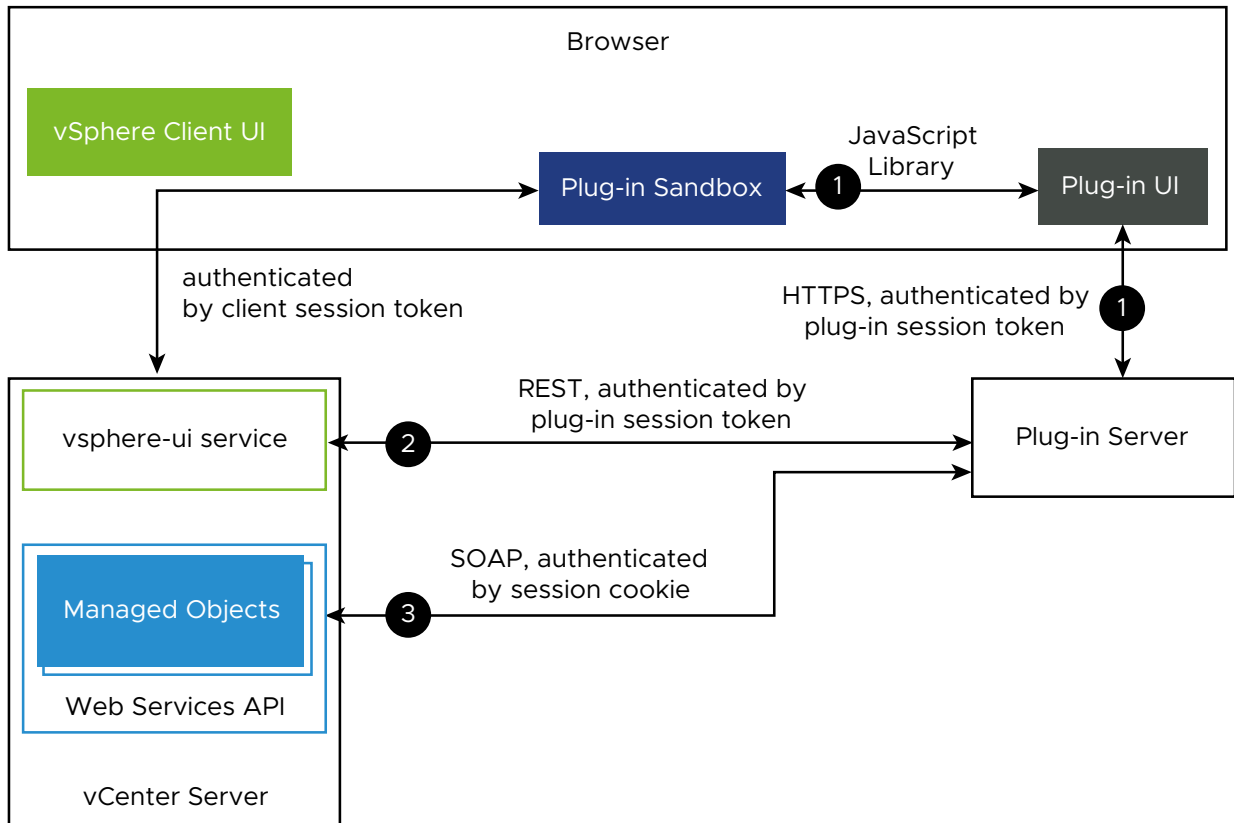 Browser
vSphere Client UI
JavaScript
Library
Plug-in Sandbox
1
Plug-in UI
authenticated
by client session token
HTTPS, authenticated by
plug-in session token
1
REST, authenticated by
plug-in session token
vsphere-ui service
2
Plug-in Server
SOAP, authenticated
by session cookie
Managed Objects
3
Web Services API
vCenter Server